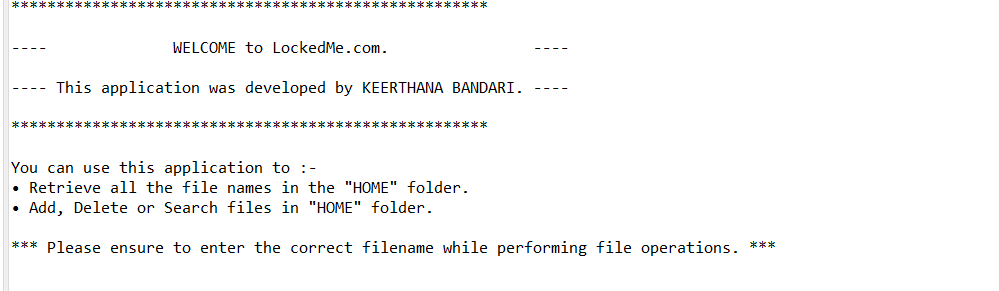 *****************************************************
----              WELCOME to LockedMe.com.                ----
---- This application was developed by KEERTHANA BANDARI. ----
*****************************************************
You can use this application to :-
• Retrieve all the file names in the "HOME" folder.
• Add, Delete or Search files in "HOME" folder.
*** Please ensure to enter the correct filename while performing file operations. ***